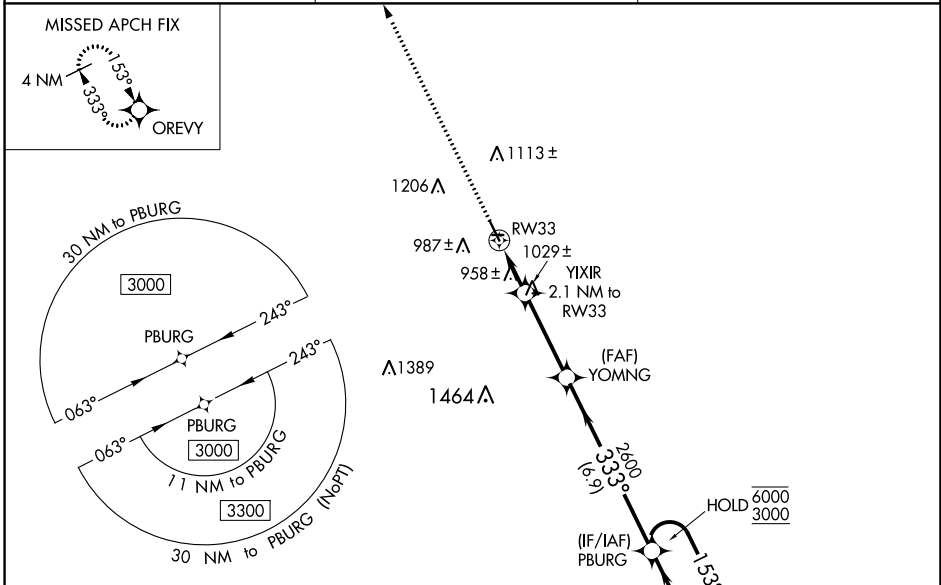 MISSED APCH FIX
4 NM
153°
333°
OREVY
1113 ±
1206
RW33
987 ±
1029 ±
958 ±
YIXIR
2.1 NM to
RW33
30 NM to PBURG
3000
243°
PBURG
063°
243°
063°
PBURG
3000
11 NM to PBURG
3300
30 NM to PBURG (NoPT)
1389
1464
(FAF)
YOMNG
2600
333°
(6.9)
HOLD
6000
3000
(IF/IAF)
PBURG
153°